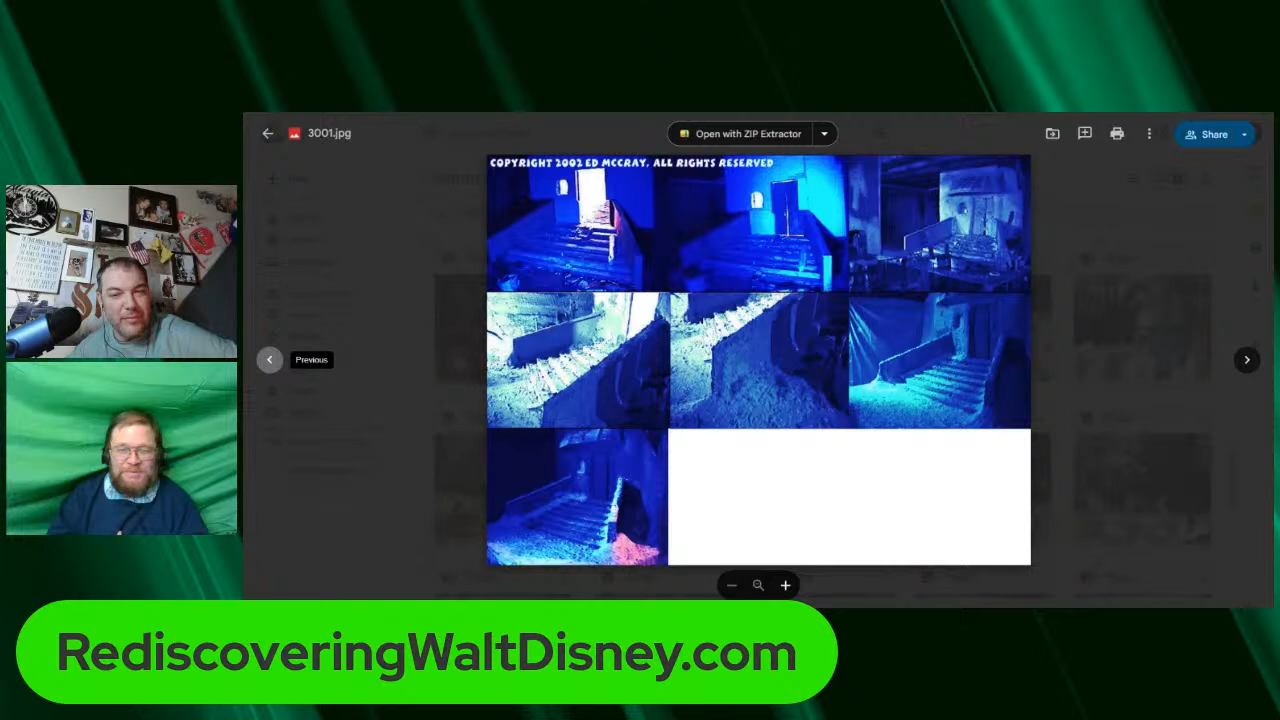 3001.jpg
Open with ZIP Extractor
Share
COPYRIGHT 2002 ED MCCRAY, ALL RIGHTS RESERVED
Previous
RediscoveringWaltDisney.com